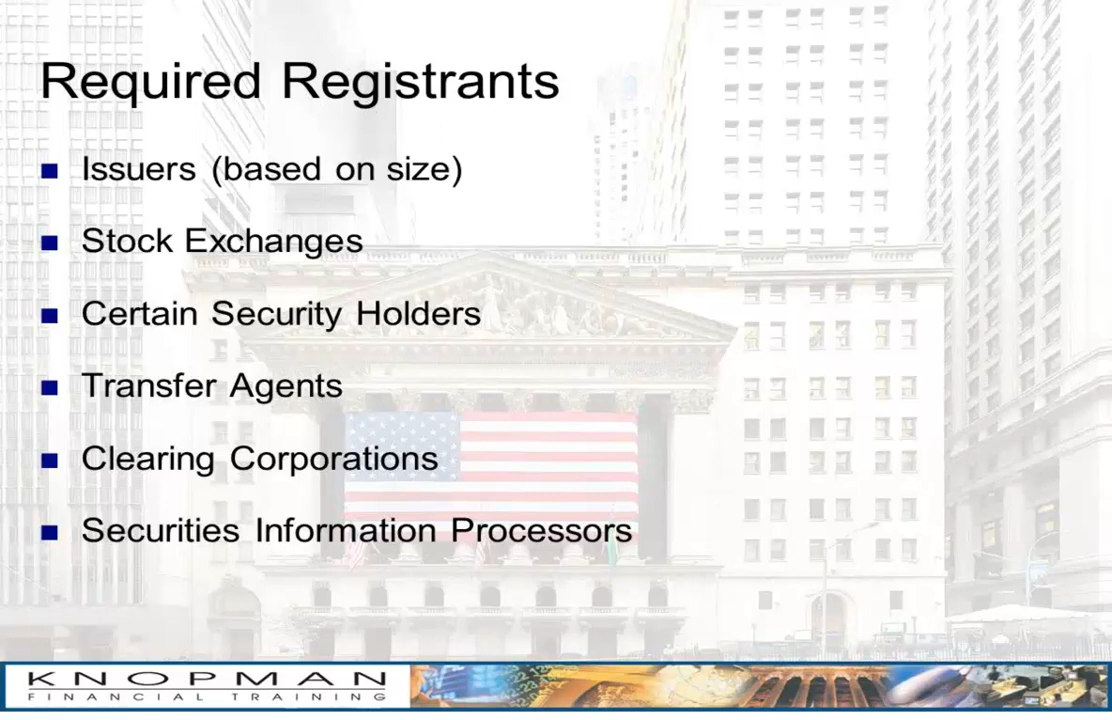 Required Registrants
Issuers (based on size)
Stock Exchanges
Certain Security Holders
Transfer Agents
Clearing Corporations
Securities Information Processors
KNOPMAN
FINANCIAL TRAINING